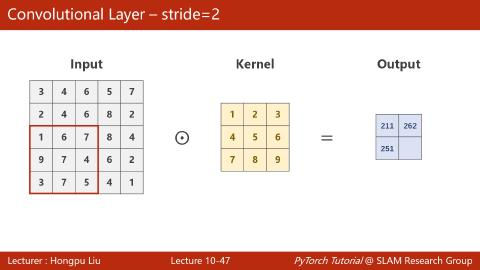 Convolutional Layer – stride=2
Input Kernel Output
3 4 6 5 7
2 4 6 8 2
1 6 7 8 4
9 7 4 6 2
3 7 5 4 1
⊙
1 2 3
4 5 6
7 8 9
=
211 262
251
Lecturer : Hongpu Liu Lecture 10-47 PyTorch Tutorial @ SLAM Research Group